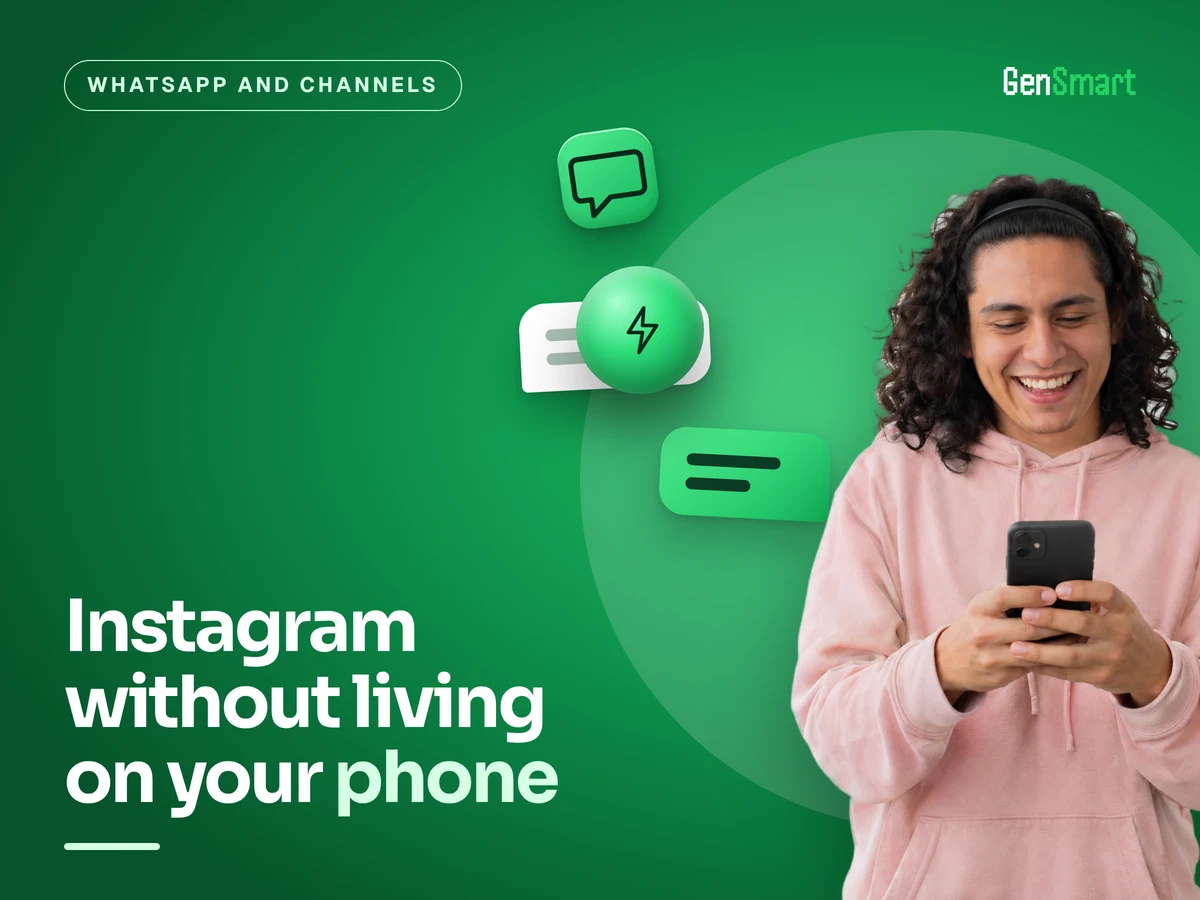 WHATSAPP AND CHANNELS
GenSmart
Instagram
without living
on your phone